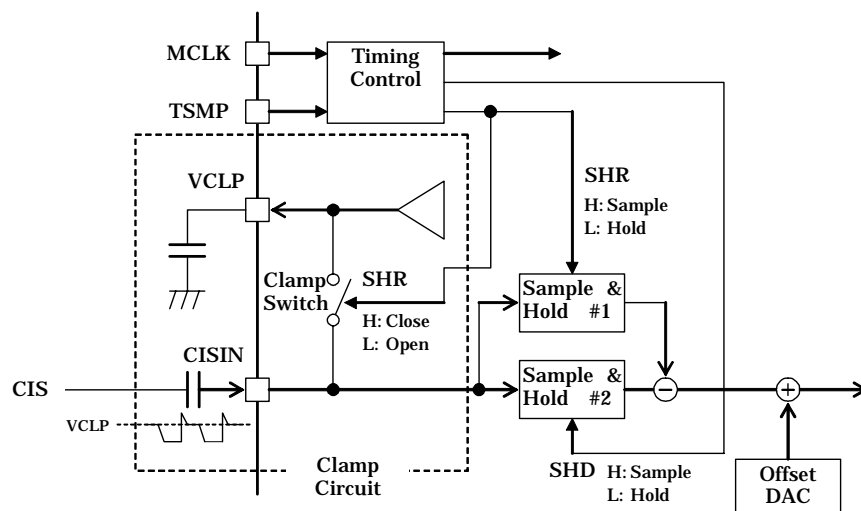 MCLK
Timing
Control
TSMP
VCLP
SHR
H: Sample
L: Hold
Clamp
Switch
SHR
H: Close
L: Open
Sample &
Hold #1
CISIN
CIS
Sample &
Hold #2
−
+
VCLP
Clamp
Circuit
SHD
H: Sample
L: Hold
Offset
DAC